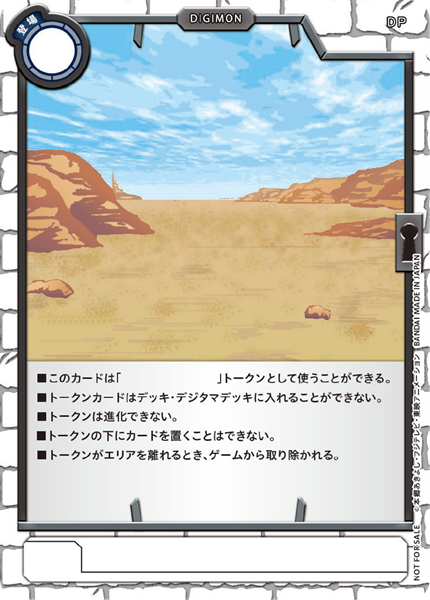 登場
DIGIMON
DP
■このカードは「　　　　　　　」トークンとして使うことができる。
■トークンカードはデッキ・デジタマデッキに入れることができない。
■トークンは進化できない。
■トークンの下にカードを置くことはできない。
■トークンがエリアを離れるとき、ゲームから取り除かれる。
NOT FOR SALE ©本郷あきよし・フジテレビ・東映アニメーション BANDAI MADE IN JAPAN